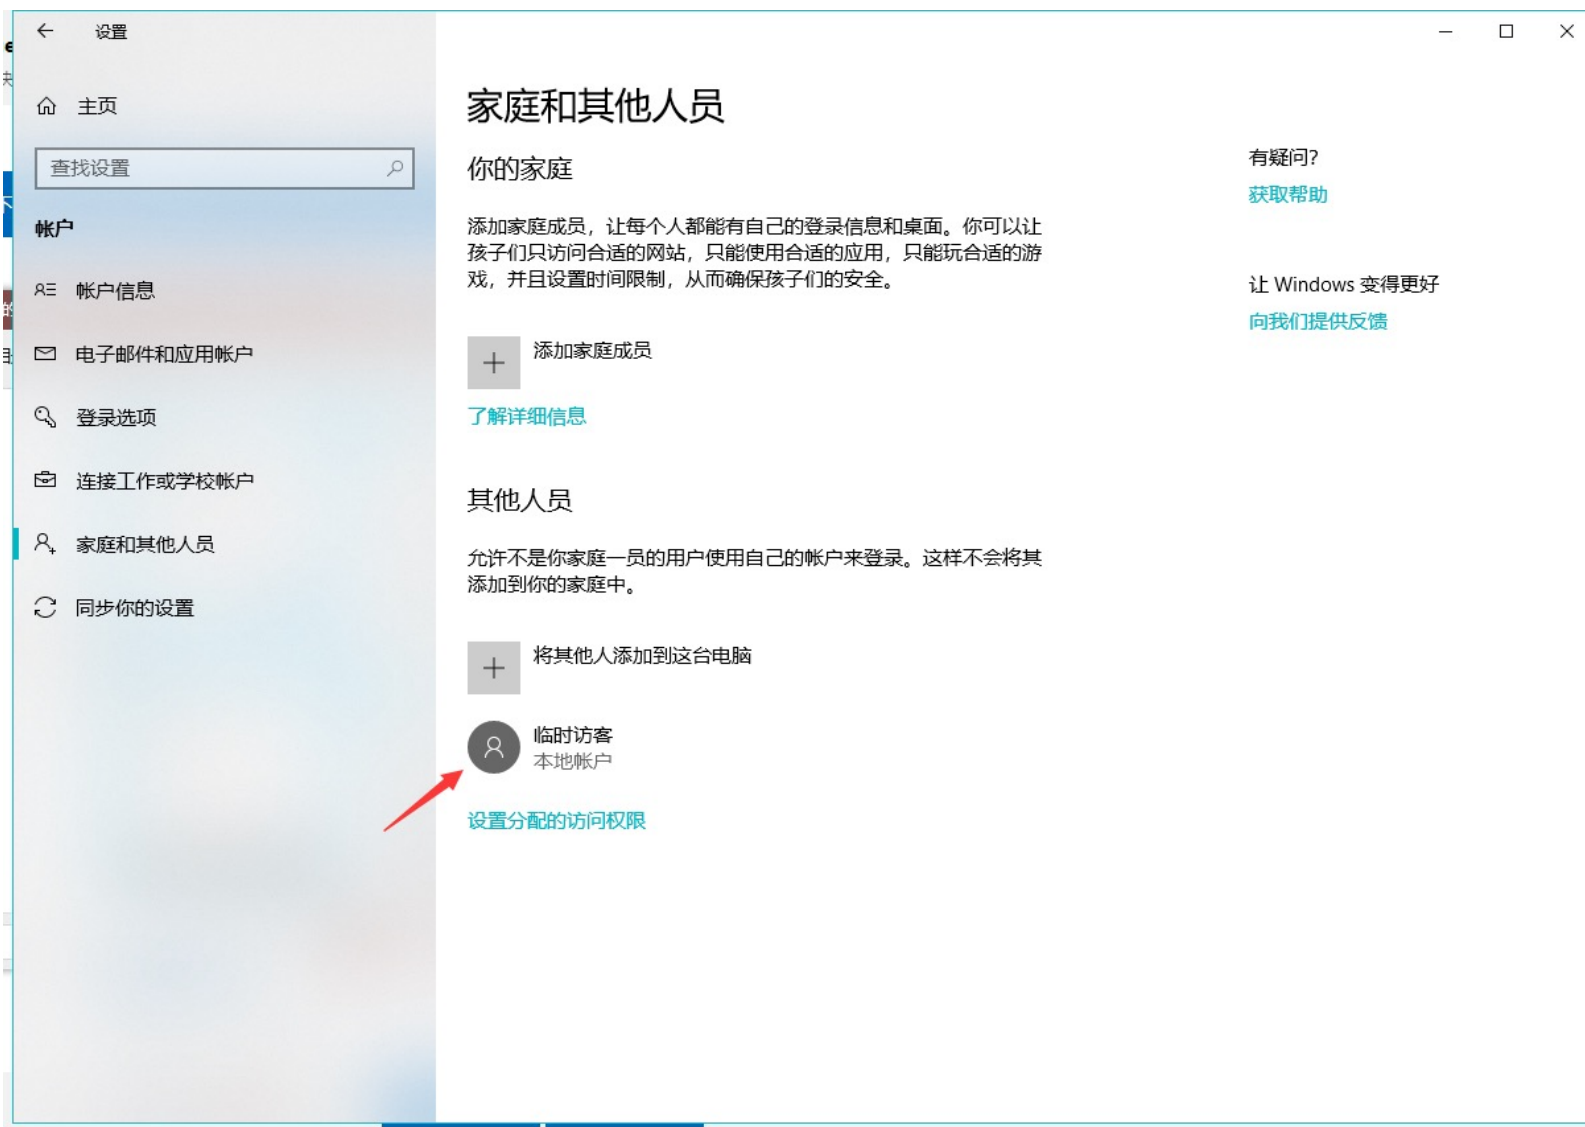 设置
主页
查找设置
帐户
帐户信息
电子邮件和应用帐户
登录选项
连接工作或学校帐户
家庭和其他人员
同步你的设置
家庭和其他人员
你的家庭
添加家庭成员，让每个人都能有自己的登录信息和桌面。你可以让
孩子们只访问合适的网站，只能使用合适的应用，只能玩合适的游
戏，并且设置时间限制，从而确保孩子们的安全。
添加家庭成员
了解详细信息
其他人员
允许不是你家庭一员的用户使用自己的帐户来登录。这样不会将其
添加到你的家庭中。
将其他人添加到这台电脑
临时访客
本地帐户
设置分配的访问权限
有疑问?
获取帮助
让 Windows 变得更好
向我们提供反馈